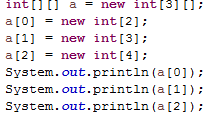 int[][] a = new int[3][];
a[0] = new int[2];
a[1] = new int[3];
a[2] = new int[4];
System.out.println(a[0]);
System.out.println(a[1]);
System.out.println(a[2]);